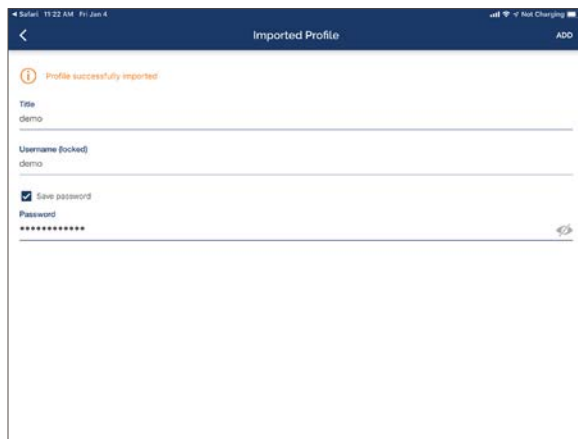 Safari 11:22 AM Fri Jan 4
Not Charging
Imported Profile
ADD
Profile successfully imported
Title
demo
Username (locked)
demo
Save password
Password
************